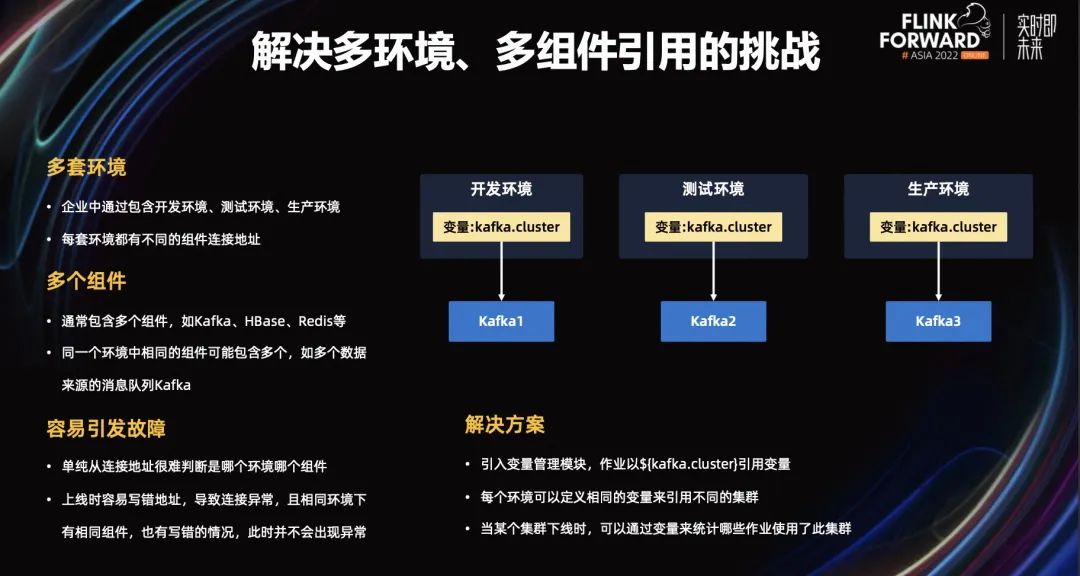 解决多环境、多组件引用的挑战
FLINK
FORWARD
# ASIA 2022 ONLINE
实时即
未来
多套环境
• 企业中通过包含开发环境、测试环境、生产环境
• 每套环境都有不同的组件连接地址
多个组件
• 通常包含多个组件，如Kafka、HBase、Redis等
• 同一个环境中相同的组件可能包含多个，如多个数据
来源的消息队列Kafka
容易引发故障
• 单纯从连接地址很难判断是哪个环境哪个组件
• 上线时容易写错地址，导致连接异常，且相同环境下
有相同组件，也有写错的情况，此时并不会出现异常
开发环境
变量:kafka.cluster
Kafka1
测试环境
变量:kafka.cluster
Kafka2
生产环境
变量:kafka.cluster
Kafka3
解决方案
• 引入变量管理模块，作业以${kafka.cluster}引用变量
• 每个环境可以定义相同的变量来引用不同的集群
• 当某个集群下线时，可以通过变量来统计哪些作业使用了此集群